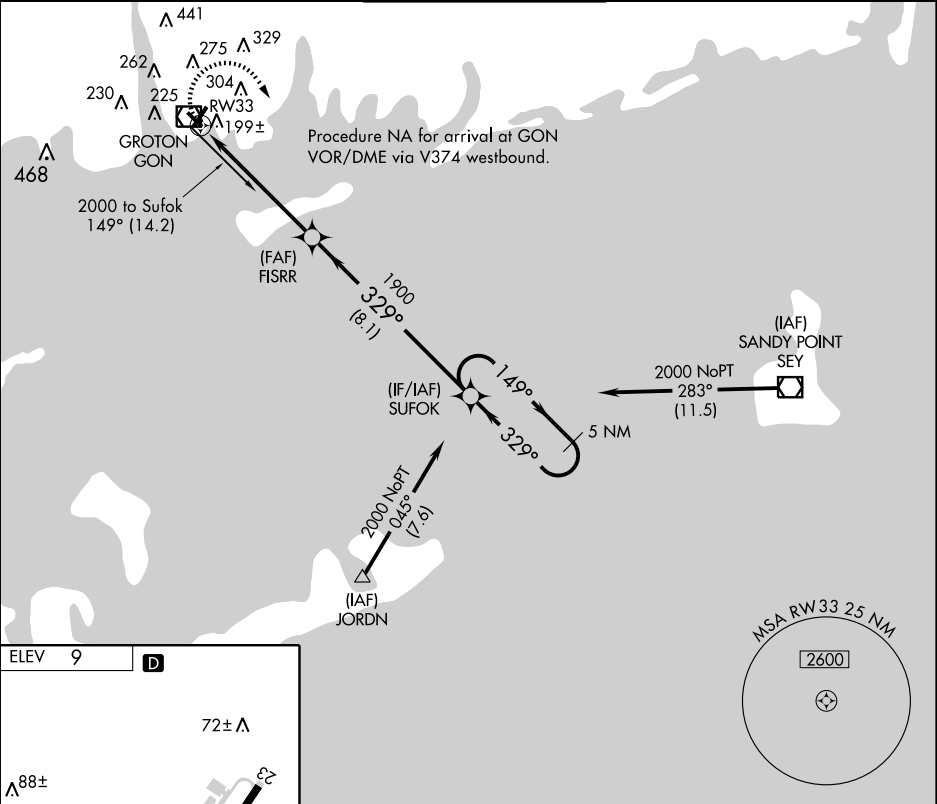 441
275
329
262
304
230
225
RW33
199±
GROTON
GON
468
Procedure NA for arrival at GON
VOR/DME via V374 westbound.
2000 to Sufok
149° (14.2)
(FAF)
FISRR
1900
329°
(8.1)
(IAF)
SANDY POINT
SEY
2000 NoPT
283°
(11.5)
(IF/IAF)
SUFOK
149°
329°
5 NM
2000 NoPT
045°
(7.6)
(IAF)
JORDN
MSA RW33 25 NM
2600
ELEV 9
D
72±
88±
23